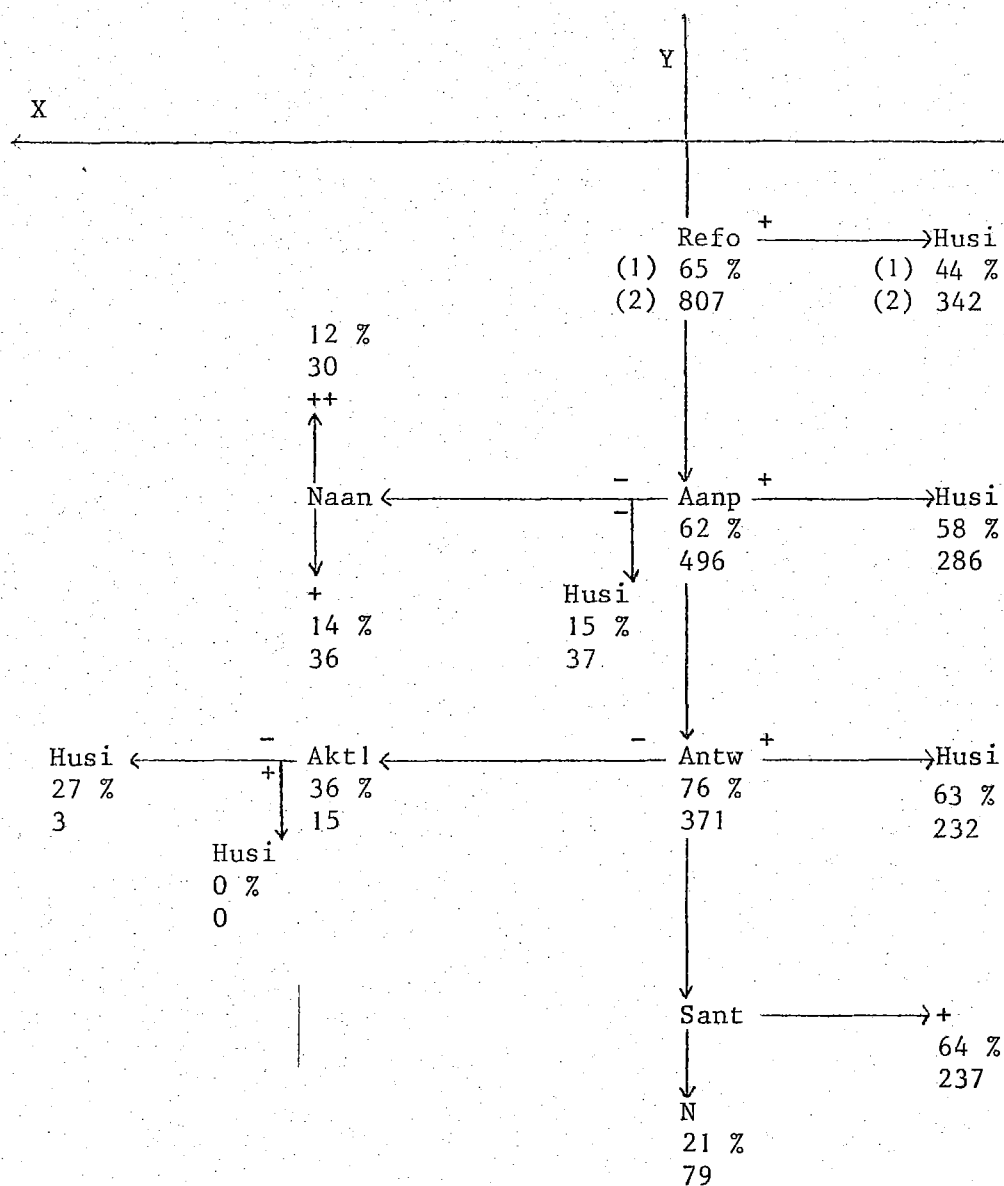 Y
X
+
Refo Husi
(1) 65 % (1) 44 %
(2) 807 (2) 342
12 %
30
++
- +
Naan Aanp Husi
-
62 % 58 %
496 286
+ Husi
14 % 15 %
36 37
- - +
Husi Aktl Antw Husi
+
27 % 36 % 76 % 63 %
3 15 371 232
Husi
0 %
0
Sant +
64 %
237
N
21 %
79